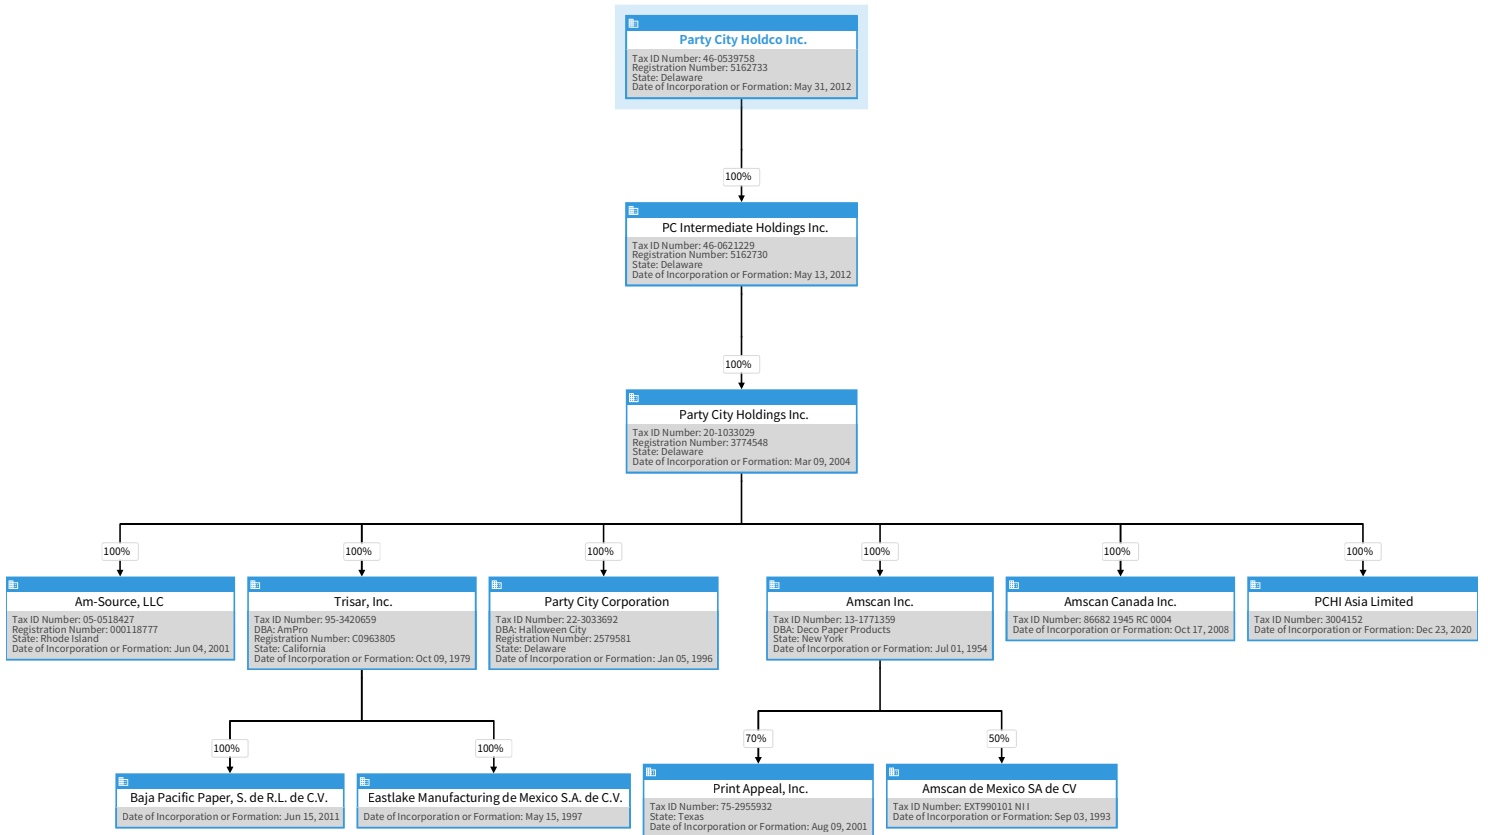 Party City Holdco Inc.
Tax ID Number: 46-0539758
Registration Number: 5162733
State: Delaware
Date of Incorporation or Formation: May 31, 2012
100%
PC Intermediate Holdings Inc.
Tax ID Number: 46-0621229
Registration Number: 5162730
State: Delaware
Date of Incorporation or Formation: May 13, 2012
100%
Party City Holdings Inc.
Tax ID Number: 20-1033029
Registration Number: 3774548
State: Delaware
Date of Incorporation or Formation: Mar 09, 2004
100%
Am-Source, LLC
Tax ID Number: 05-0518427
Registration Number: 000118777
State: Rhode Island
Date of Incorporation or Formation: Jun 04, 2001
100%
Trisar, Inc.
Tax ID Number: 95-3420659
DBA: AmPro
Registration Number: C0963805
State: California
Date of Incorporation or Formation: Oct 09, 1979
100%
Party City Corporation
Tax ID Number: 22-3033692
DBA: Halloween City
Registration Number: 2579581
State: Delaware
Date of Incorporation or Formation: Jan 05, 1996
100%
Amscan Inc.
Tax ID Number: 13-1771359
DBA: Deco Paper Products
State: New York
Date of Incorporation or Formation: Jul 01, 1954
100%
Amscan Canada Inc.
Tax ID Number: 86682 1945 RC 0004
Date of Incorporation or Formation: Oct 17, 2008
100%
PCHI Asia Limited
Tax ID Number: 3004152
Date of Incorporation or Formation: Dec 23, 2020
100%
Baja Pacific Paper, S. de R.L. de C.V.
Date of Incorporation or Formation: Jun 15, 2011
100%
Eastlake Manufacturing de Mexico S.A. de C.V.
Date of Incorporation or Formation: May 15, 1997
70%
Print Appeal, Inc.
Tax ID Number: 75-2955932
State: Texas
Date of Incorporation or Formation: Aug 09, 2001
50%
Amscan de Mexico SA de CV
Tax ID Number: EXT990101 NI I
Date of Incorporation or Formation: Sep 03, 1993